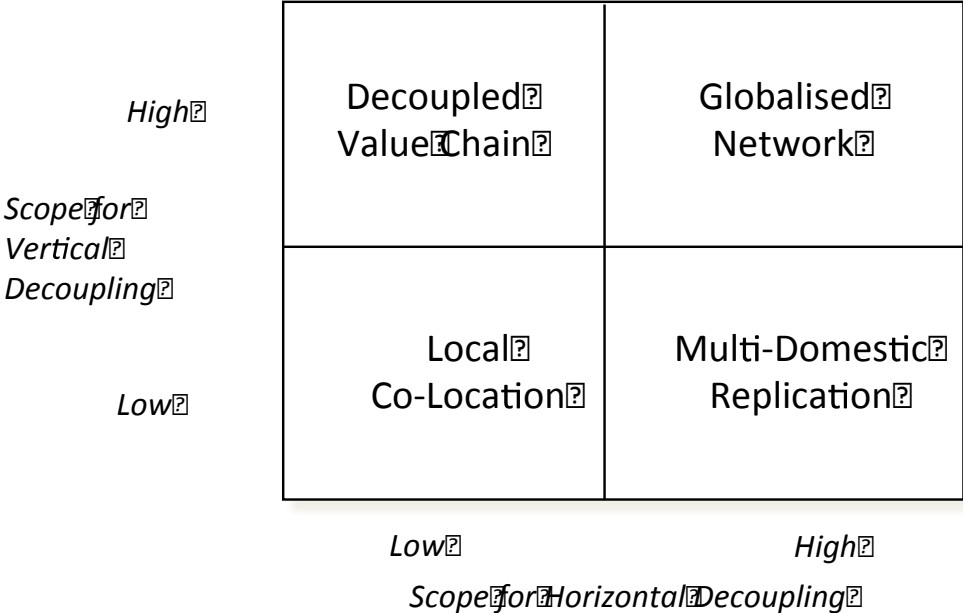 High⍰
Scope⍰for⍰
Vertical⍰
Decoupling⍰
Low⍰
Decoupled⍰
Value⍰Chain⍰
Globalised⍰
Network⍰
Local⍰
Co-Location⍰
Multi-Domestic⍰
Replication⍰
Low⍰
High⍰
Scope⍰for⍰Horizontal⍰Decoupling⍰